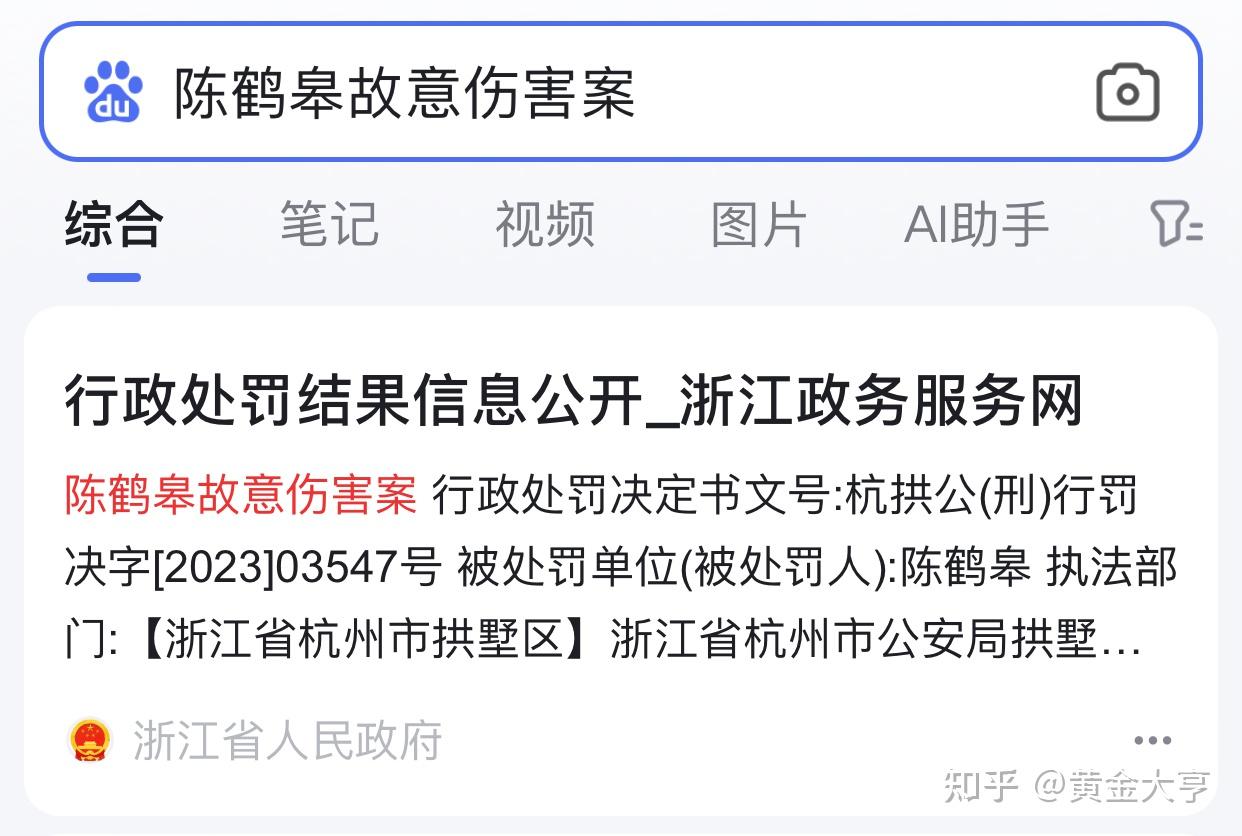 du 陈鹤皋故意伤害案
综合 笔记 视频 图片 AI助手
行政处罚结果信息公开_浙江政务服务网
陈鹤皋故意伤害案 行政处罚决定书文号:杭拱公(刑)行罚
决字[2023]03547号 被处罚单位(被处罚人):陈鹤皋 执法部
门:【浙江省杭州市拱墅区】浙江省杭州市公安局拱墅...
浙江省人民政府
知乎 @黄金大亨